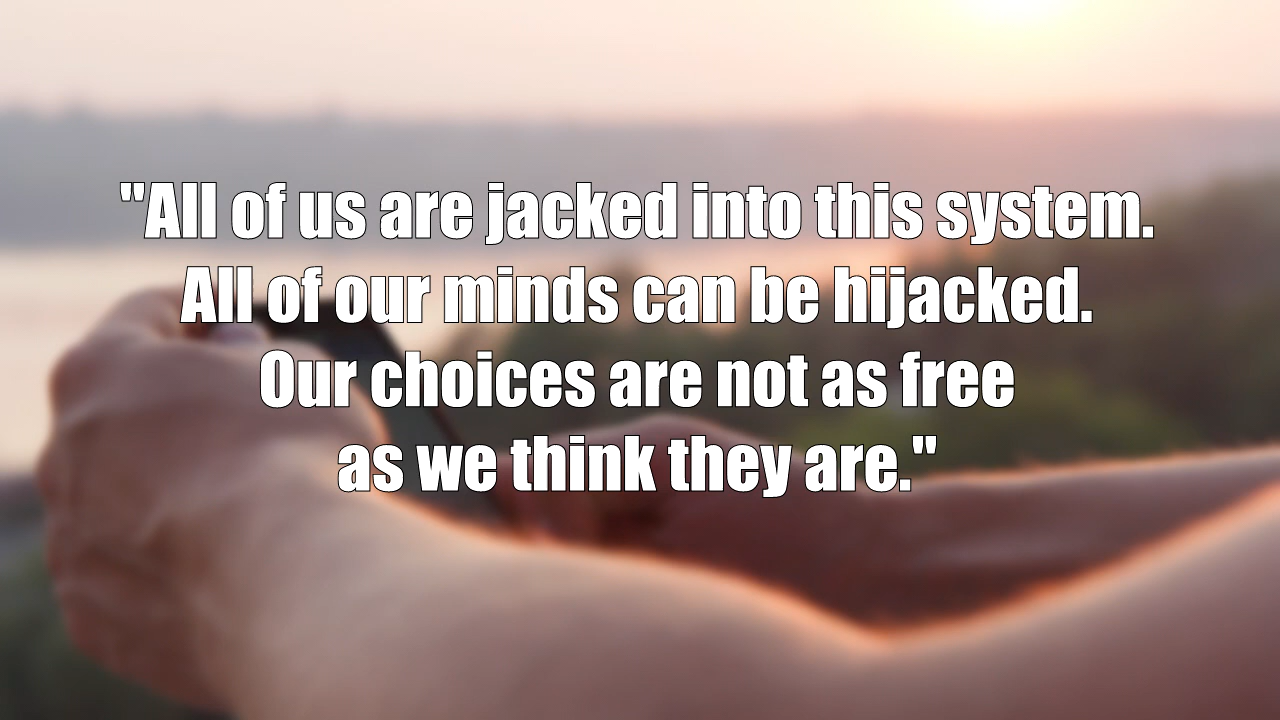 "All of us are jacked into this system.
All of our minds can be hijacked.
Our choices are not as free
as we think they are."